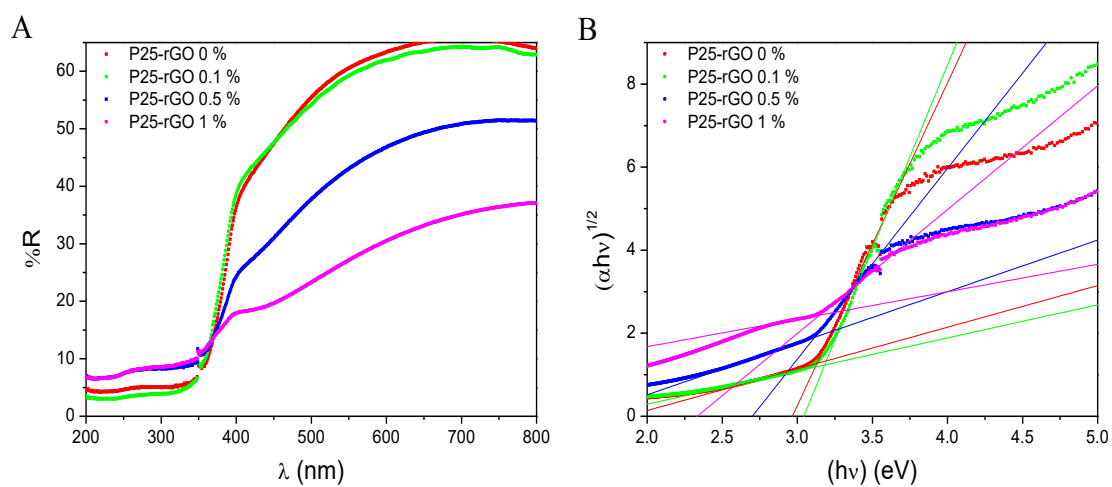 A
P25-rGO 0 %
P25-rGO 0.1 %
P25-rGO 0.5 %
P25-rGO 1 %
60
50
40
30
20
10
0
%R
200 300 400 500 600 700 800
λ (nm)
B
P25-rGO 0 %
P25-rGO 0.1 %
P25-rGO 0.5 %
P25-rGO 1 %
8
6
4
2
0
(αhν)^1/2
2.0 2.5 3.0 3.5 4.0 4.5 5.0
(hν) (eV)